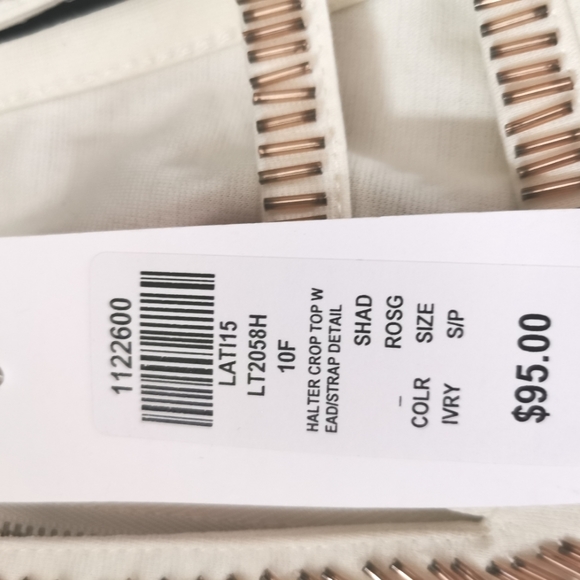 1122600
LATI15
LT2058H
10F
HALTER CROP TOP W
EAD/STRAP DETAIL
SHAD
_ ROSG
COLR SIZE
IVRY S/P
$95.00